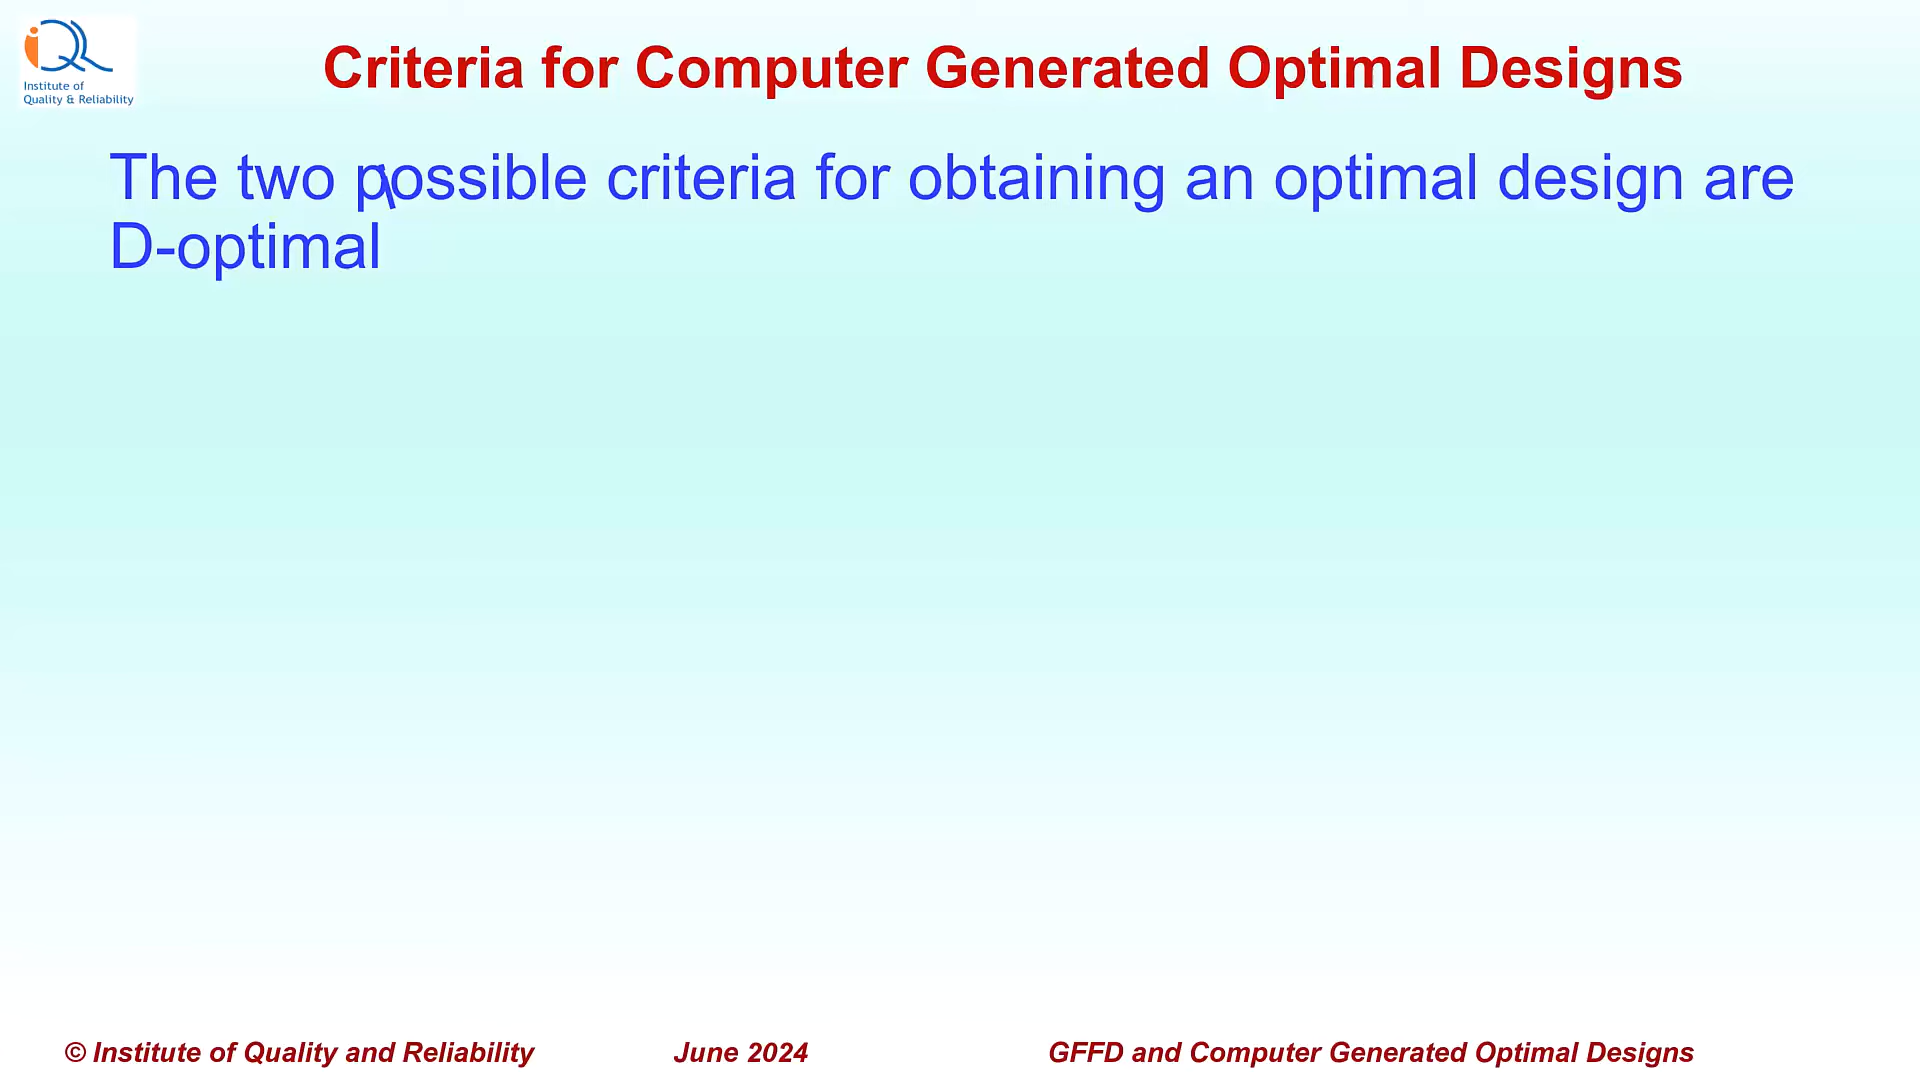 iQR
Institute of
Quality & Reliability
Criteria for Computer Generated Optimal Designs
The two possible criteria for obtaining an optimal design are
D-optimal
© Institute of Quality and Reliability
June 2024
GFFD and Computer Generated Optimal Designs